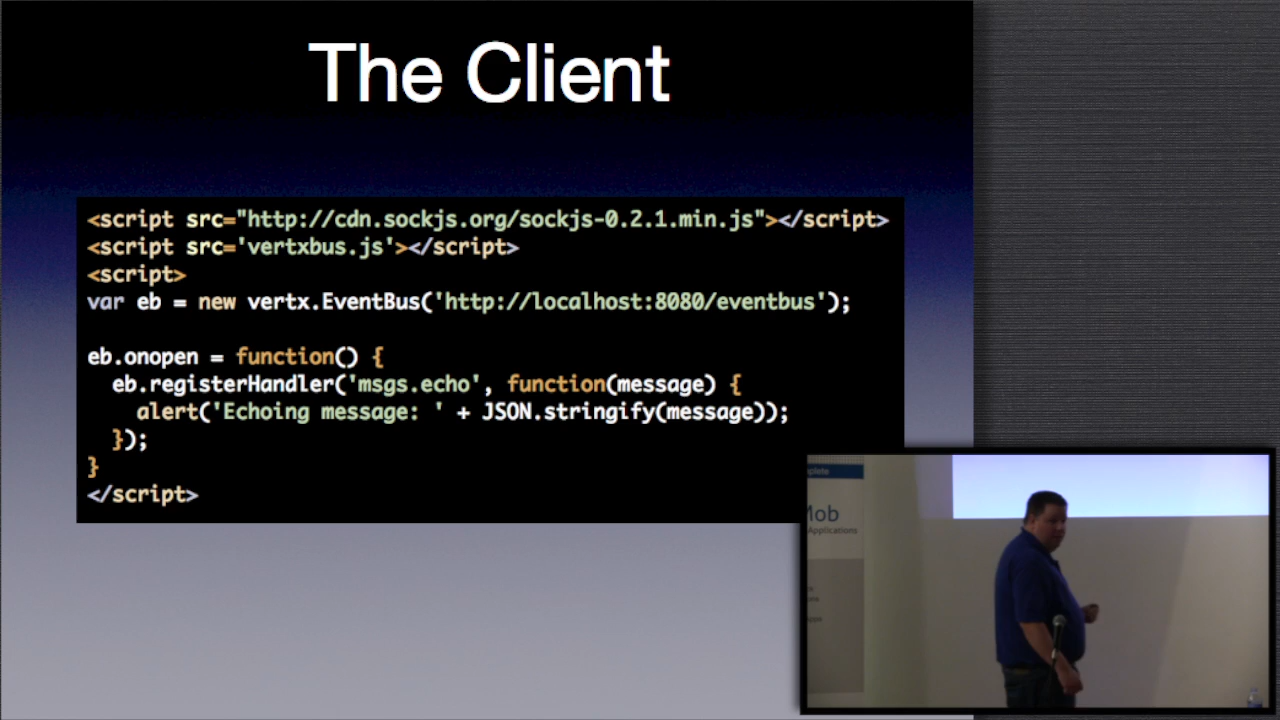 The Client
<script src="http://cdn.sockjs.org/sockjs-0.2.1.min.js"></script>
<script src='vertxbus.js'></script>
<script>
var eb = new vertx.EventBus('http://localhost:8080/eventbus');
eb.onopen = function() {
  eb.registerHandler('msgs.echo', function(message) {
    alert('Echoing message: ' + JSON.stringify(message));
  });
}
</script>
plete
Mob
Applications